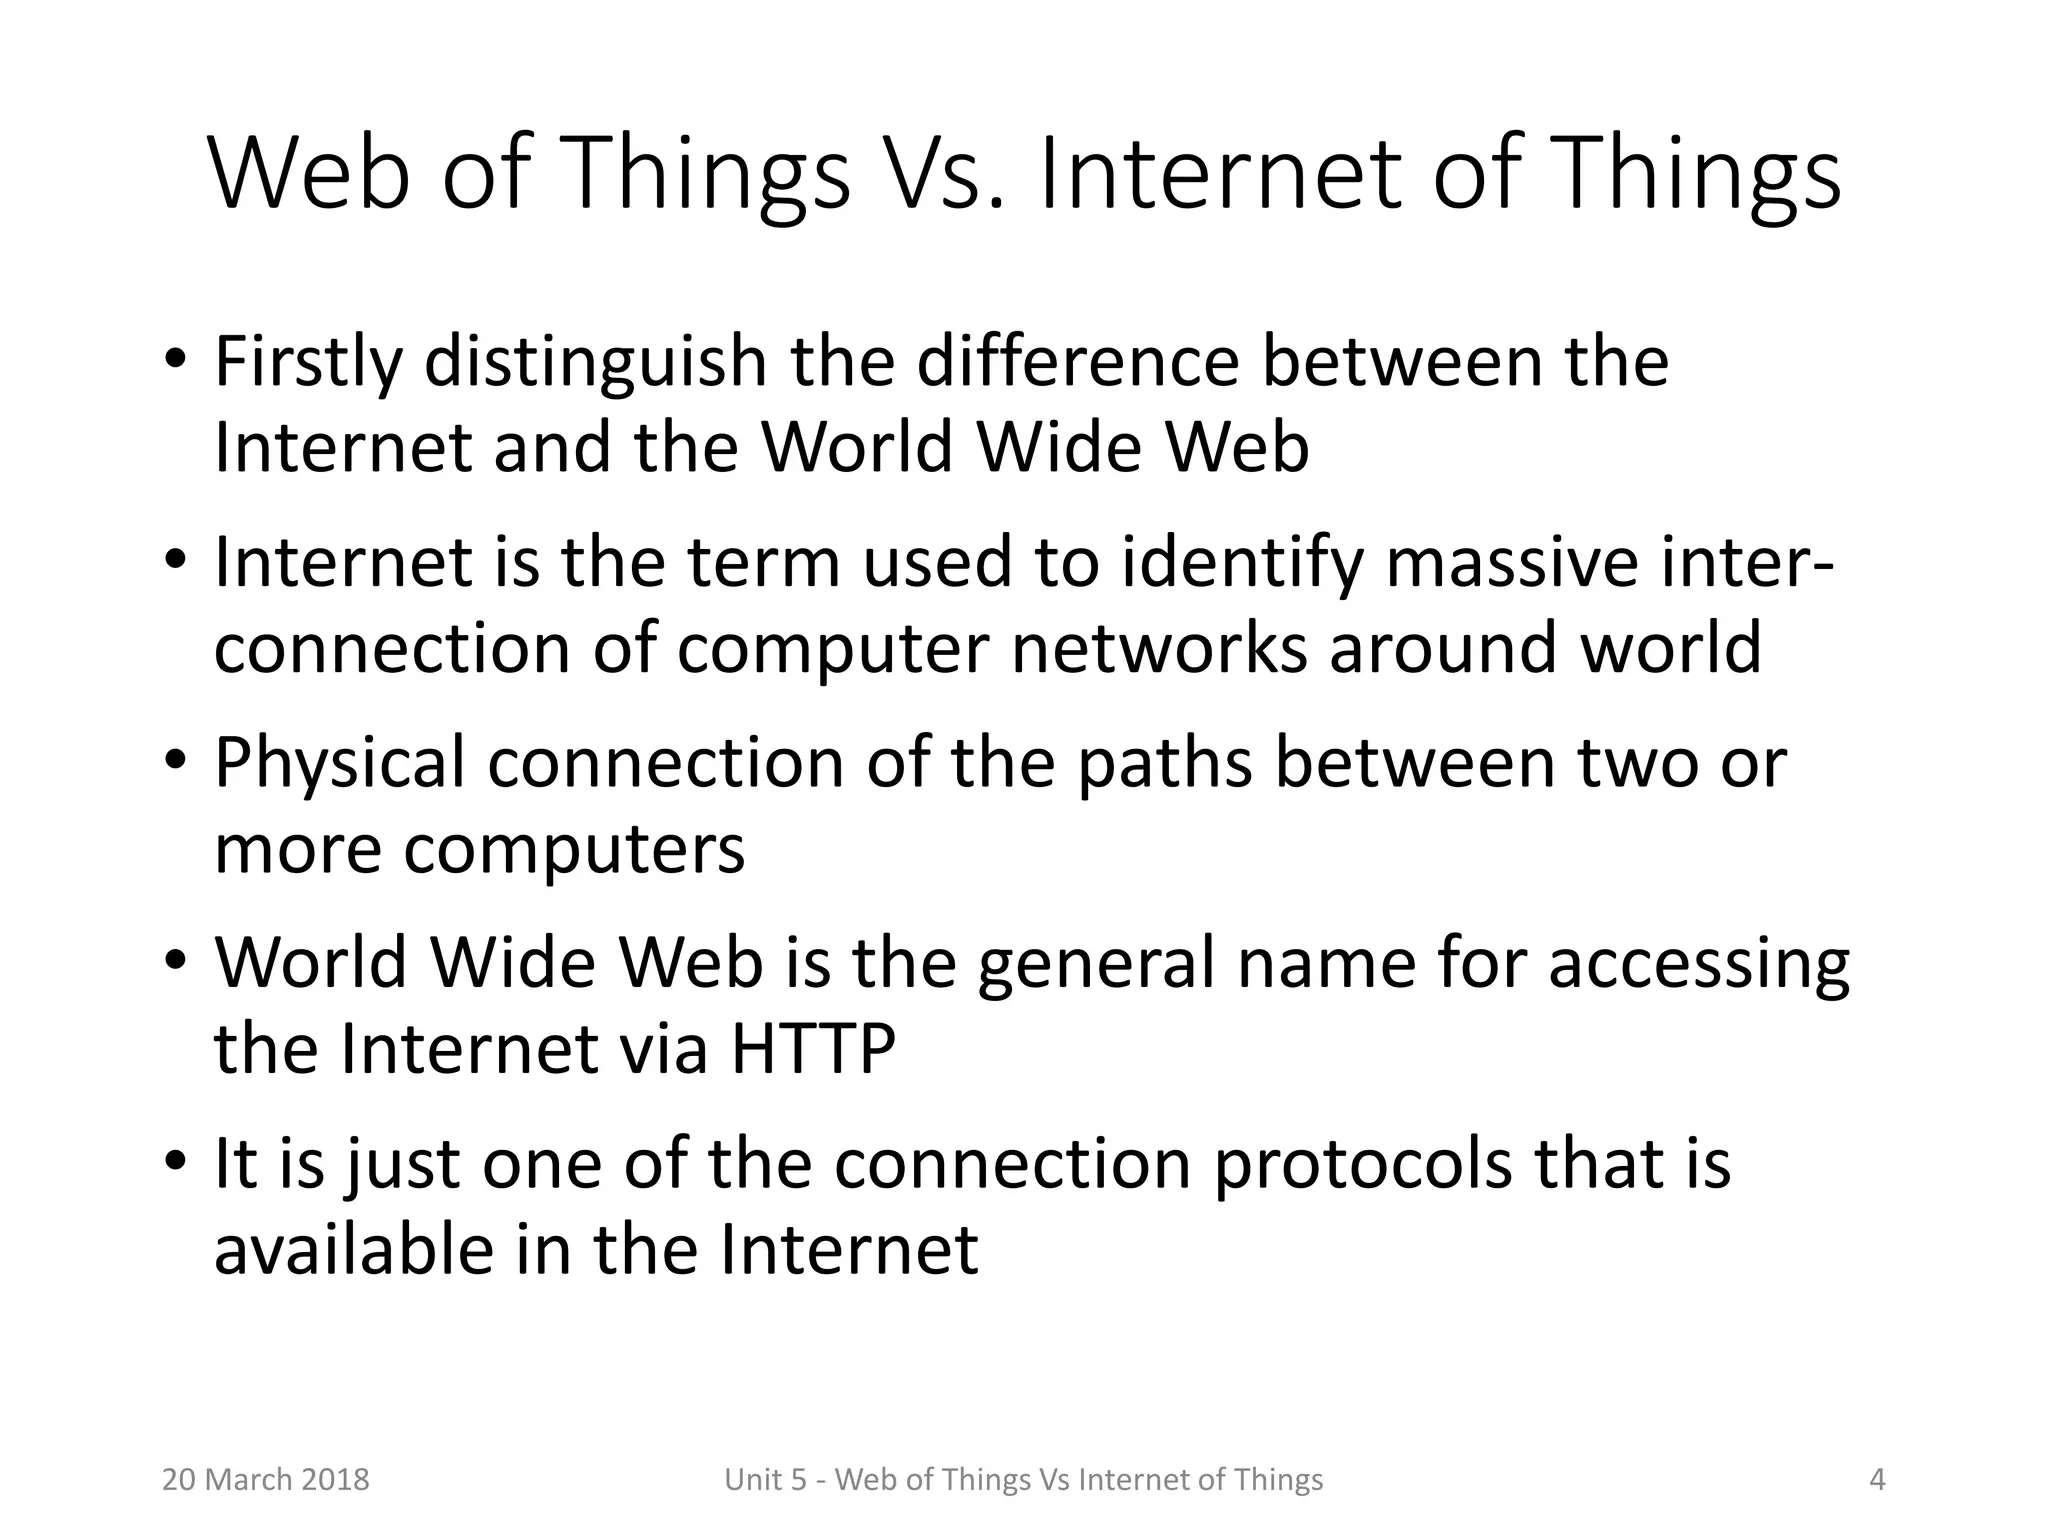 Web of Things Vs. Internet of Things
• Firstly distinguish the difference between the
Internet and the World Wide Web
• Internet is the term used to identify massive inter-
connection of computer networks around world
• Physical connection of the paths between two or
more computers
• World Wide Web is the general name for accessing
the Internet via HTTP
• It is just one of the connection protocols that is
available in the Internet
20 March 2018 Unit 5 - Web of Things Vs Internet of Things 4